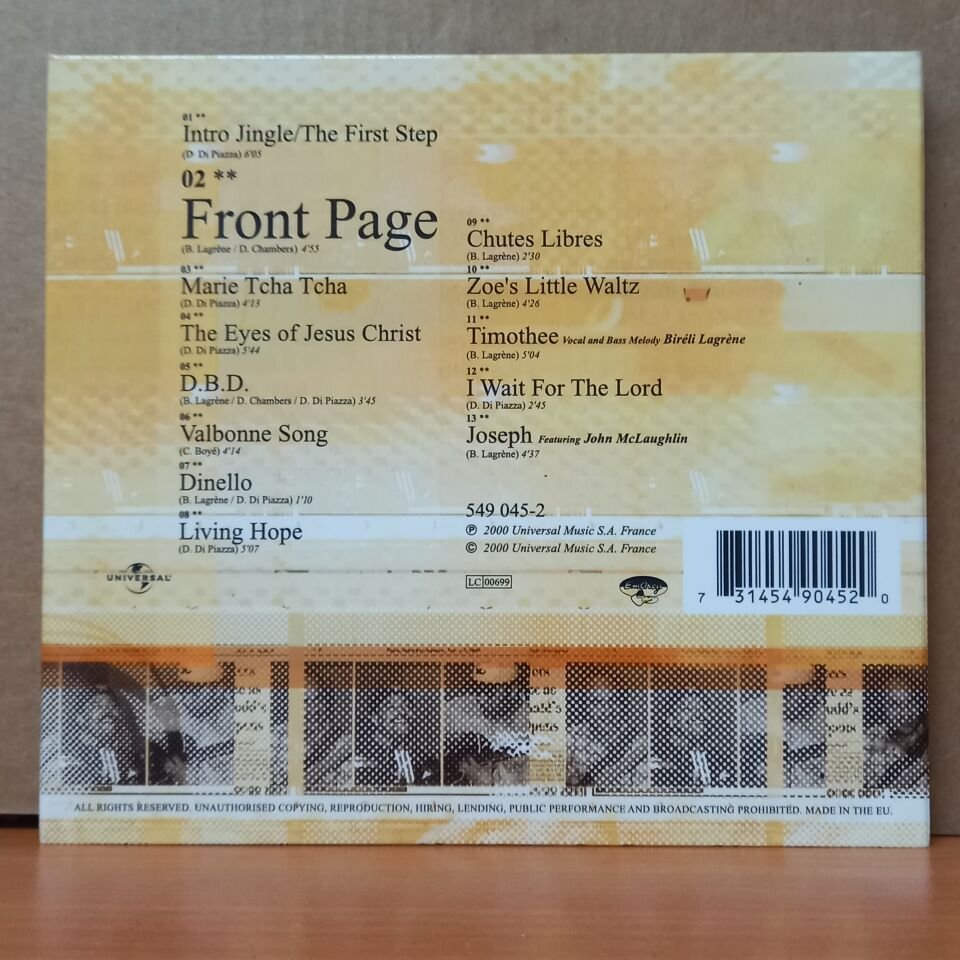 01 **
Intro Jingle/The First Step
(D. Di Piazza) 6'05
02 **
Front Page
(B. Lagrène / D. Chambers) 4'55
03 **
Marie Tcha Tcha
(D. Di Piazza) 4'13
04 **
The Eyes of Jesus Christ
(D. Di Piazza) 5'44
05 **
D.B.D.
(B. Lagrène / D. Chambers / D. Di Piazza) 3'45
06 **
Valbonne Song
(C. Boyé) 4'14
07 **
Dinello
(B. Lagrène / D. Di Piazza) 1'10
08 **
Living Hope
(D. Di Piazza) 5'07
09 **
Chutes Libres
(B. Lagrène) 2'30
10 **
Zoe's Little Waltz
(B. Lagrène) 4'26
11 **
Timothee Vocal and Bass Melody Biréli Lagrène
(B. Lagrène) 5'04
12 **
I Wait For The Lord
(D. Di Piazza) 2'45
13 **
Joseph Featuring John McLaughlin
(B. Lagrène) 4'37
549 045-2
℗ 2000 Universal Music S.A. France
© 2000 Universal Music S.A. France
UNIVERSAL
LC 00699
EmArcy
7 31454 90452 0
ALL RIGHTS RESERVED. UNAUTHORISED COPYING, REPRODUCTION, HIRING, LENDING, PUBLIC PERFORMANCE AND BROADCASTING PROHIBITED. MADE IN THE EU.